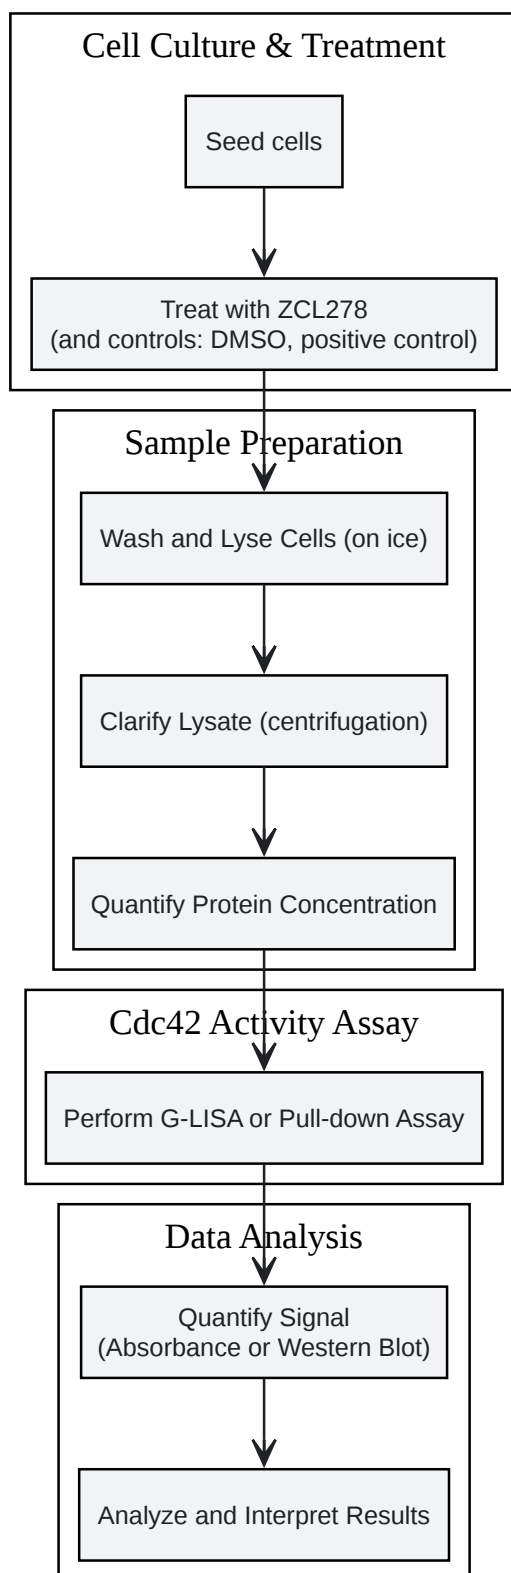 Cell Culture & Treatment
Seed cells
Treat with ZCL278
(and controls: DMSO, positive control)
Sample Preparation
Wash and Lyse Cells (on ice)
Clarify Lysate (centrifugation)
Quantify Protein Concentration
Cdc42 Activity Assay
Perform G-LISA or Pull-down Assay
Data Analysis
Quantify Signal
(Absorbance or Western Blot)
Analyze and Interpret Results